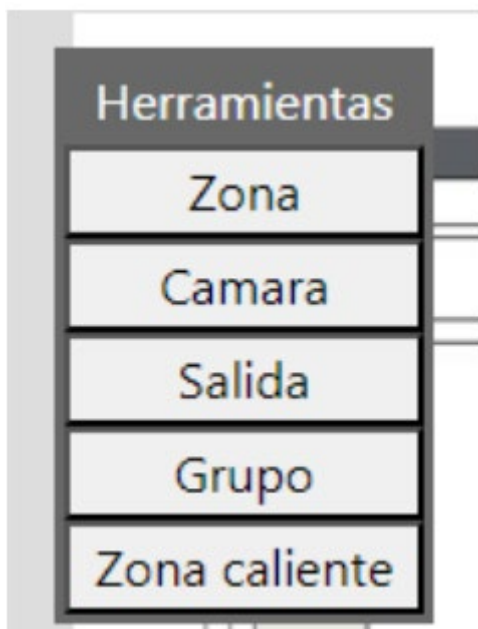 Herramientas
Zona
Camara
Salida
Grupo
Zona caliente